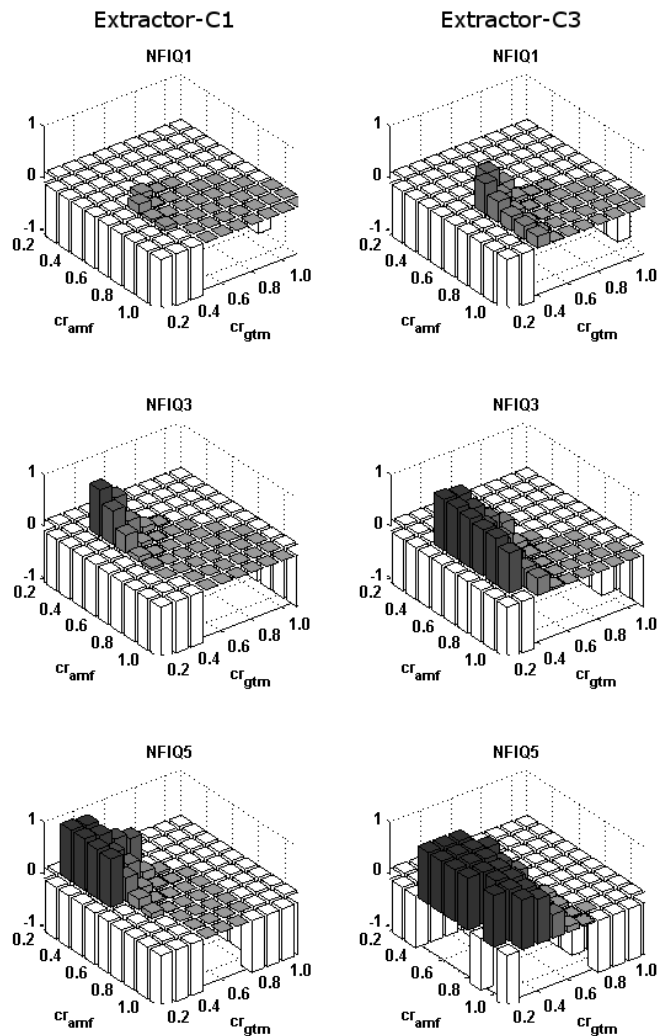 Extractor-C1 Extractor-C3
NFIQ1 NFIQ1
1 1
0 0
-1 -1
0.2 0.4 0.6 0.8 1.0 0.2 0.4 0.6 0.8 1.0
cr_amf cr_amf
0.2 0.4 0.6 0.8 1.0 0.2 0.4 0.6 0.8 1.0
cr_gtm cr_gtm
NFIQ3 NFIQ3
1 1
0 0
-1 -1
0.2 0.4 0.6 0.8 1.0 0.2 0.4 0.6 0.8 1.0
cr_amf cr_amf
0.2 0.4 0.6 0.8 1.0 0.2 0.4 0.6 0.8 1.0
cr_gtm cr_gtm
NFIQ5 NFIQ5
1 1
0 0
-1 -1
0.2 0.4 0.6 0.8 1.0 0.2 0.4 0.6 0.8 1.0
cr_amf cr_amf
0.2 0.4 0.6 0.8 1.0 0.2 0.4 0.6 0.8 1.0
cr_gtm cr_gtm